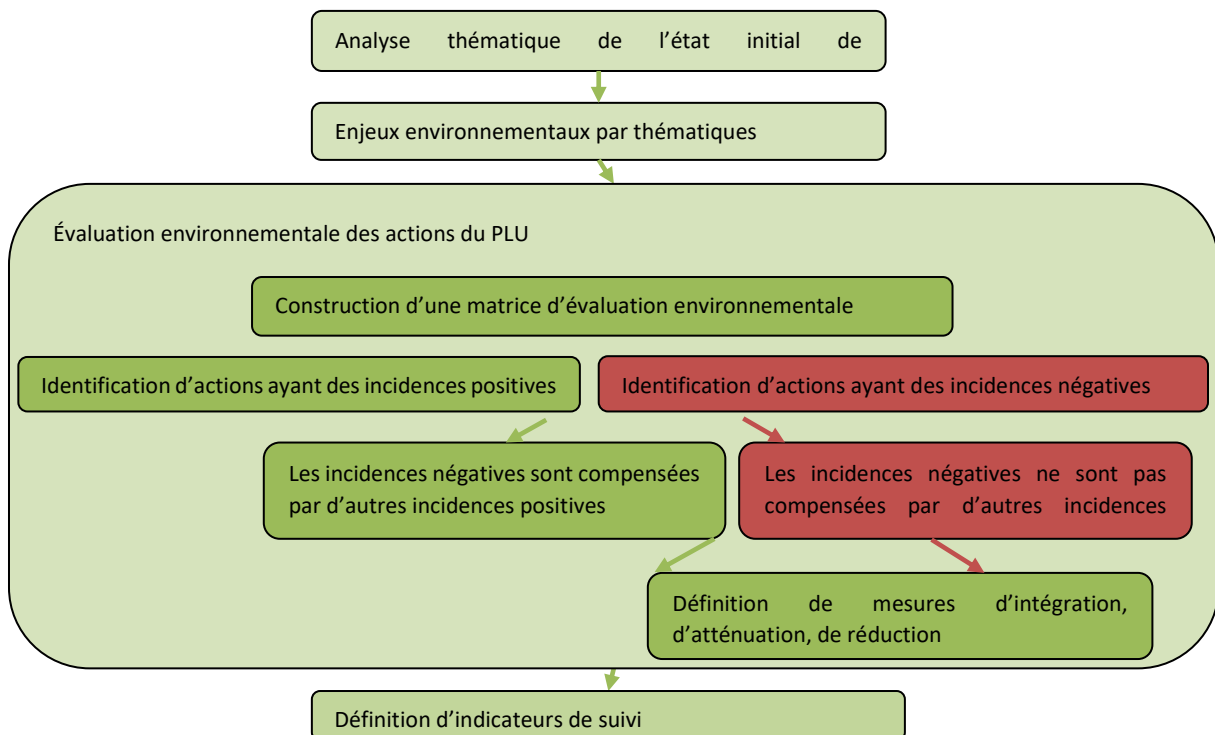 Analyse thématique de l’état initial de
Enjeux environnementaux par thématiques
Évaluation environnementale des actions du PLU
Construction d’une matrice d’évaluation environnementale
Identification d’actions ayant des incidences positives
Identification d’actions ayant des incidences négatives
Les incidences négatives sont compensées
par d’autres incidences positives
Les incidences négatives ne sont pas
compensées par d’autres incidences
Définition de mesures d’intégration,
d’atténuation, de réduction
Définition d’indicateurs de suivi